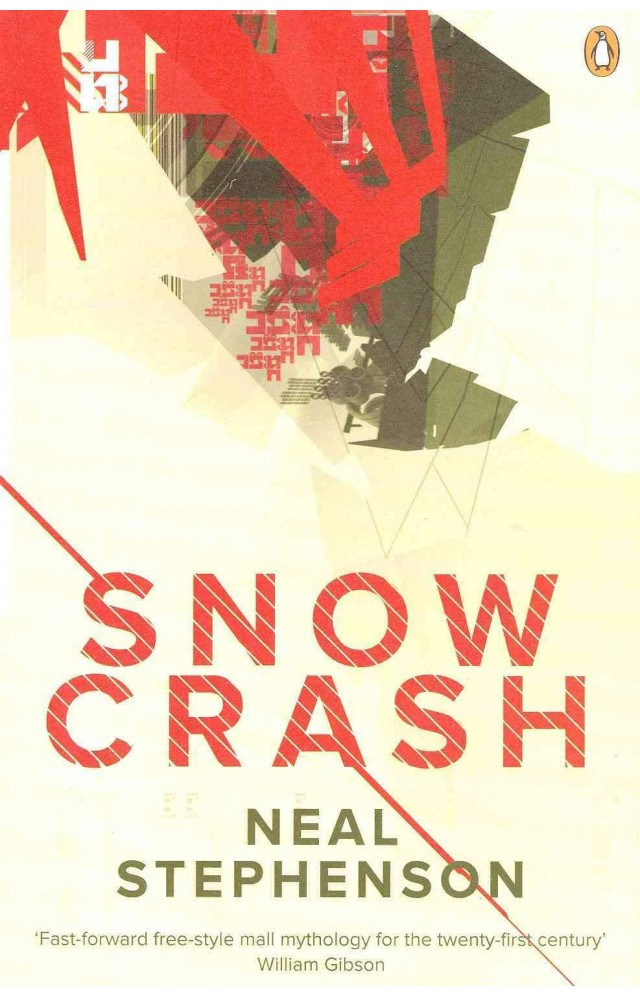 SNOW
CRASH
NEAL
STEPHENSON
‘Fast-forward free-style mall mythology for the twenty-first century’
William Gibson